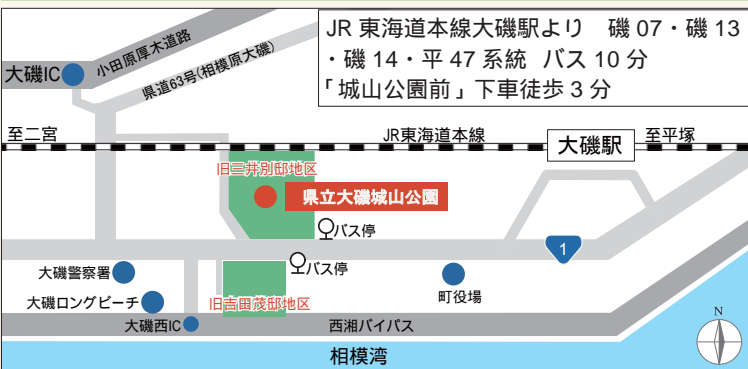 JR 東海道本線大磯駅より　磯 07・磯 13
・磯 14・平 47 系統  バス 10 分
「城山公園前」下車徒歩 3 分
小田原厚木道路
大磯IC
県道63号(相模原大磯)
至二宮
JR東海道本線
大磯駅
至平塚
旧三井別邸地区
県立大磯城山公園
バス停
1
バス停
大磯警察署
大磯ロングビーチ
旧吉田茂邸地区
町役場
大磯西IC
西湘バイパス
相模湾
N